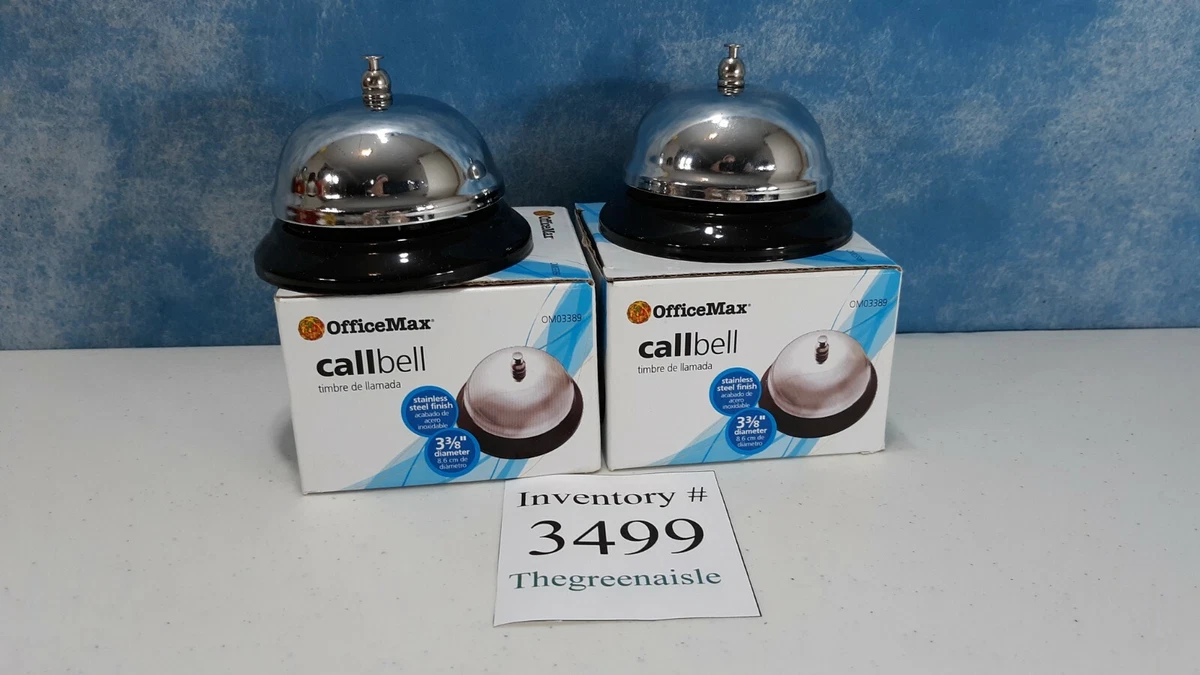 OfficeMax
OfficeMax®
OM03389
callbell
timbre de llamada
stainless
steel finish
acabado de
acero
inoxidable
3⅜"
diameter
8.6 cm de
diámetro
OfficeMax®
OM03389
callbell
timbre de llamada
stainless
steel finish
acabado de
acero
inoxidable
3⅜"
diameter
8.6 cm de
diámetro
Inventory #
3499
Thegreenaisle